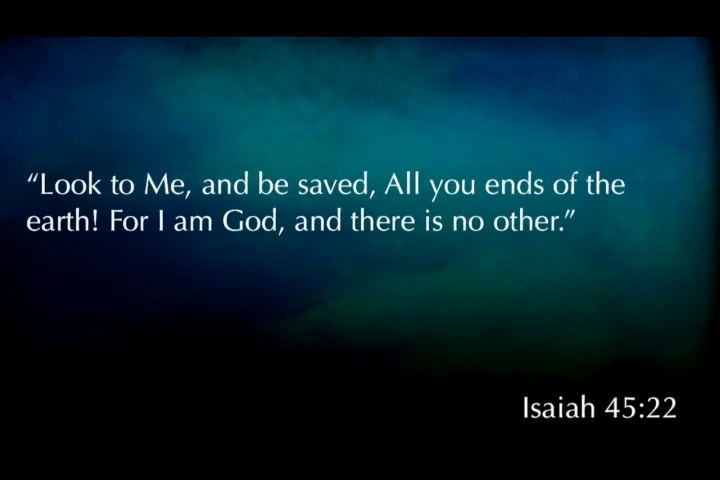 “Look to Me, and be saved, All you ends of the
earth! For I am God, and there is no other.”
Isaiah 45:22